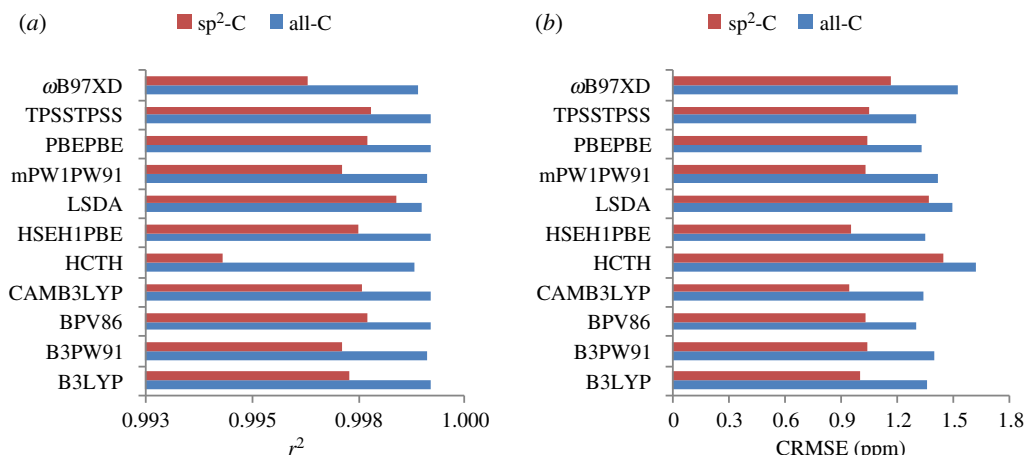 (a) sp²-C all-C
ωB97XD
TPSSTPSS
PBEPBE
mPW1PW91
LSDA
HSEH1PBE
HCTH
CAMB3LYP
BPV86
B3PW91
B3LYP
0.993 0.995 0.998 1.000
r²
(b) sp²-C all-C
ωB97XD
TPSSTPSS
PBEPBE
mPW1PW91
LSDA
HSEH1PBE
HCTH
CAMB3LYP
BPV86
B3PW91
B3LYP
0 0.3 0.6 0.9 1.2 1.5 1.8
CRMSE (ppm)